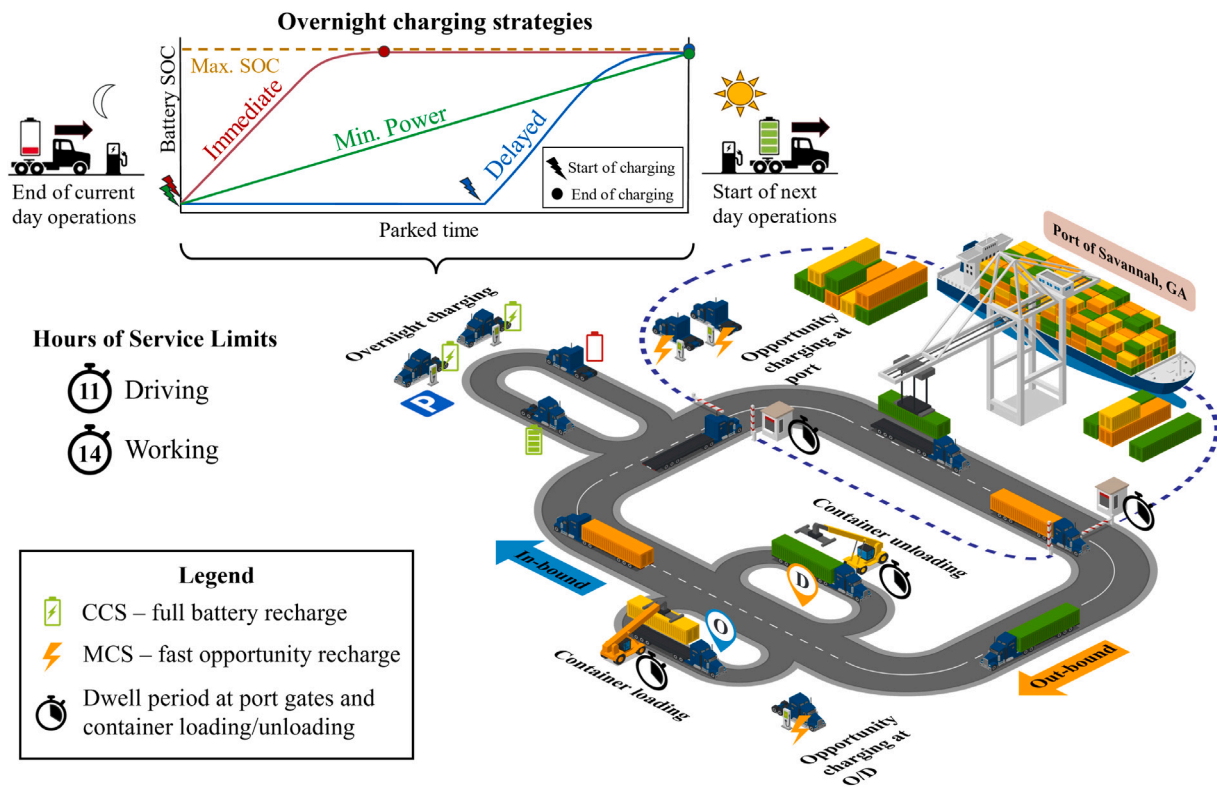 Overnight charging strategies
Battery SOC
Max. SOC
Immediate
Min. Power
Delayed
Start of charging
End of charging
Parked time
End of current
day operations
Start of next
day operations
Port of Savannah, GA
Overnight charging
P
Opportunity
charging at
port
Hours of Service Limits
11 Driving
14 Working
In-bound
Container unloading
D
O
Container loading
Out-bound
Opportunity
charging at
O/D
Legend
CCS – full battery recharge
MCS – fast opportunity recharge
Dwell period at port gates and
container loading/unloading